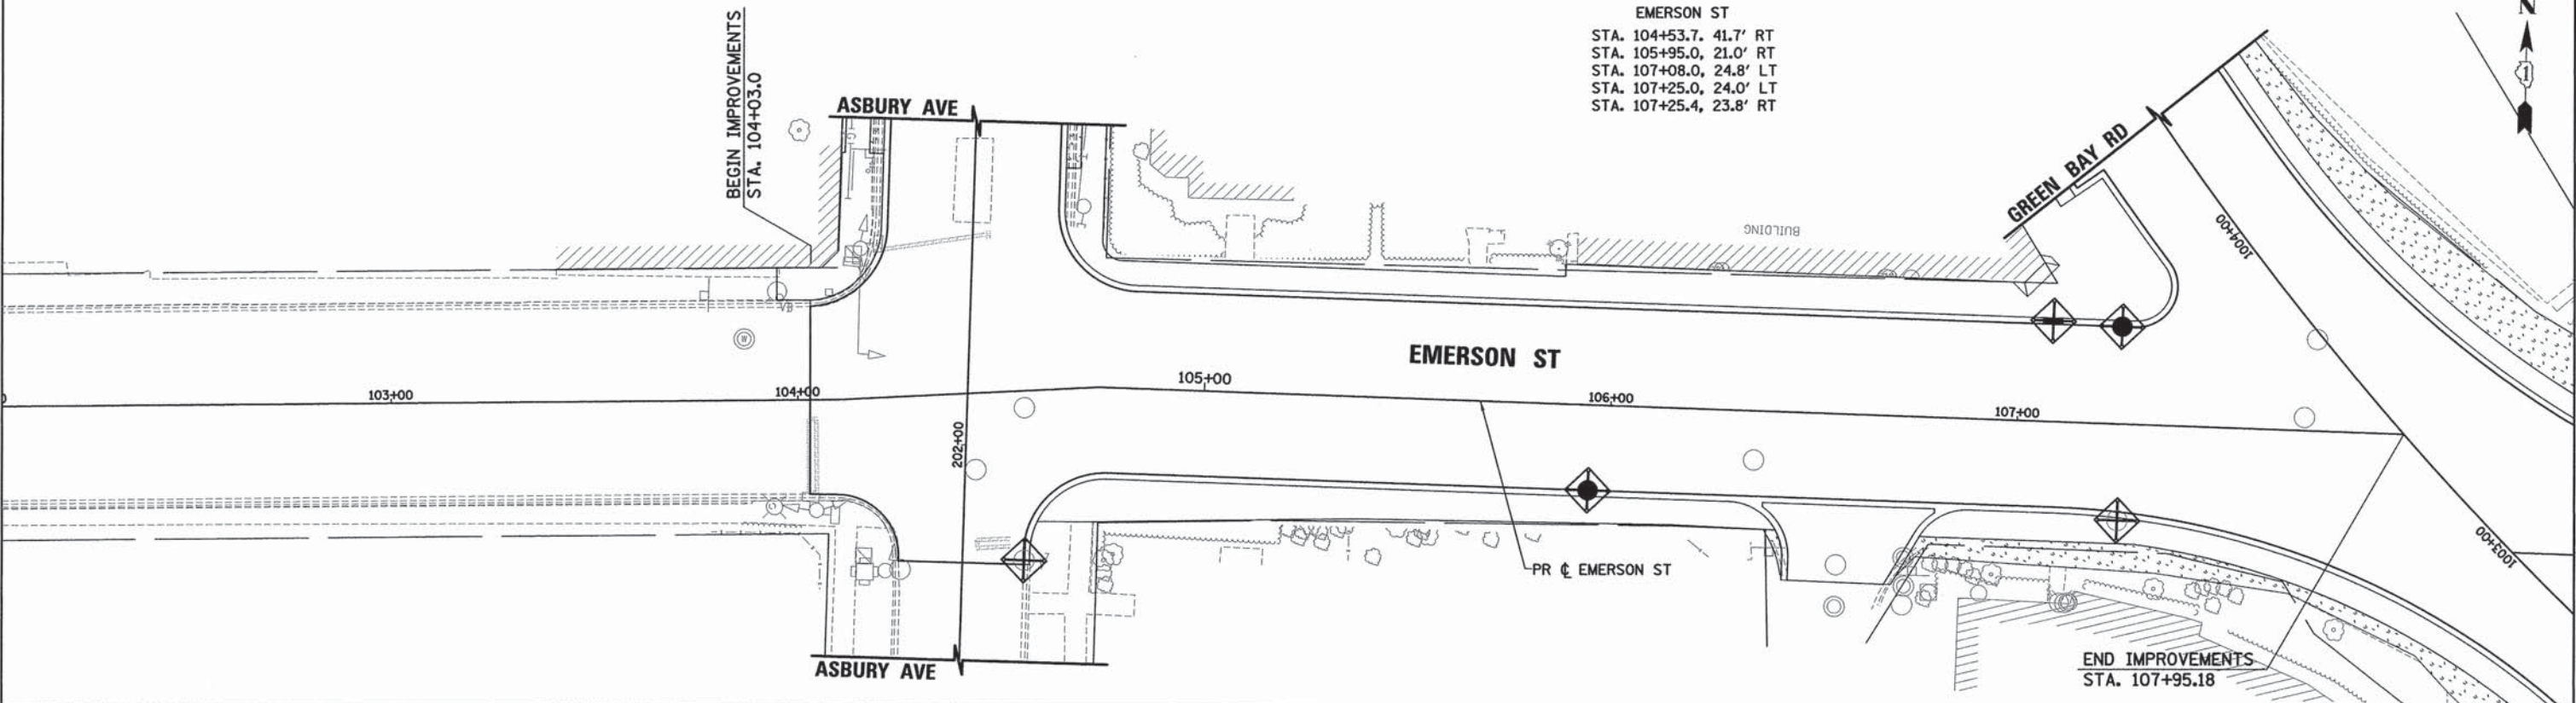 EMERSON ST
STA. 104+53.7. 41.7' RT
STA. 105+95.0, 21.0' RT
STA. 107+08.0, 24.8' LT
STA. 107+25.0, 24.0' LT
STA. 107+25.4, 23.8' RT
N
1
BEGIN IMPROVEMENTS
STA. 104+03.0
ASBURY AVE
GREEN BAY RD
BUILDING
1004+00
VB
W
EMERSON ST
103+00
104+00
105+00
106+00
107+00
202+00
1003+00
PR ℄ EMERSON ST
ASBURY AVE
END IMPROVEMENTS
STA. 107+95.18